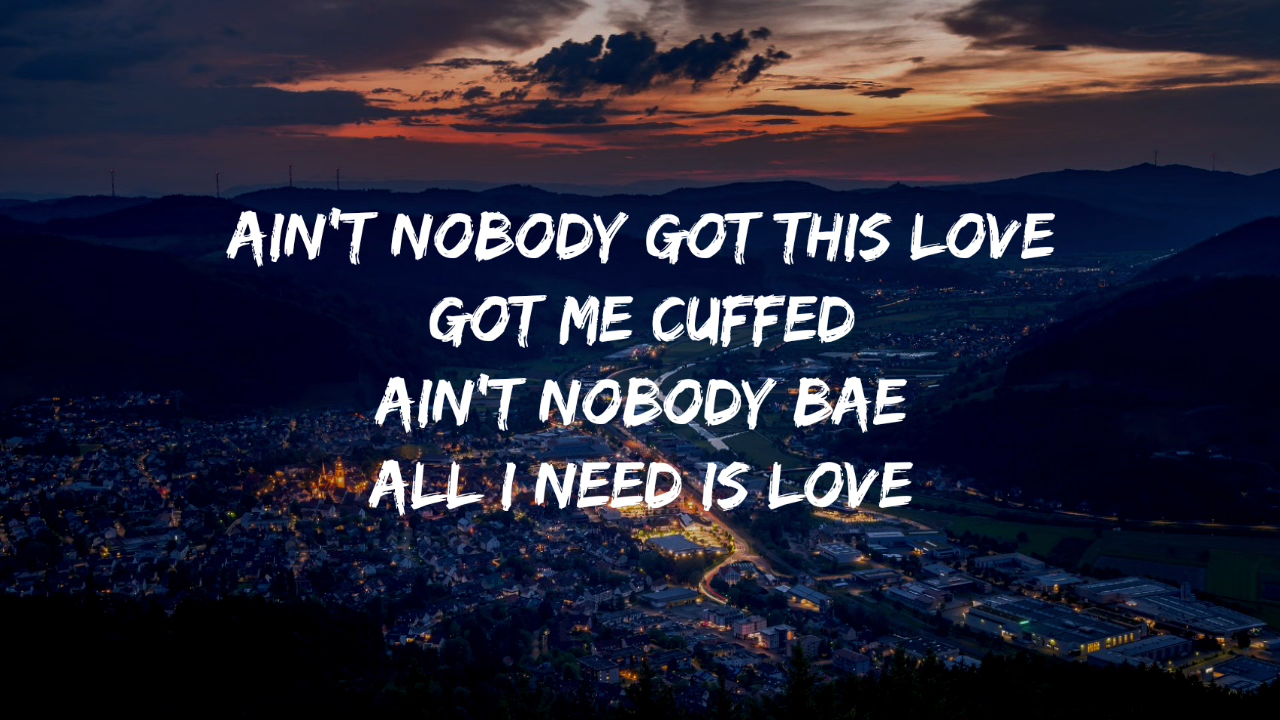 AIN'T NOBODY GOT THIS LOVE
GOT ME CUFFED
AIN'T NOBODY BAE
ALL I NEED IS LOVE